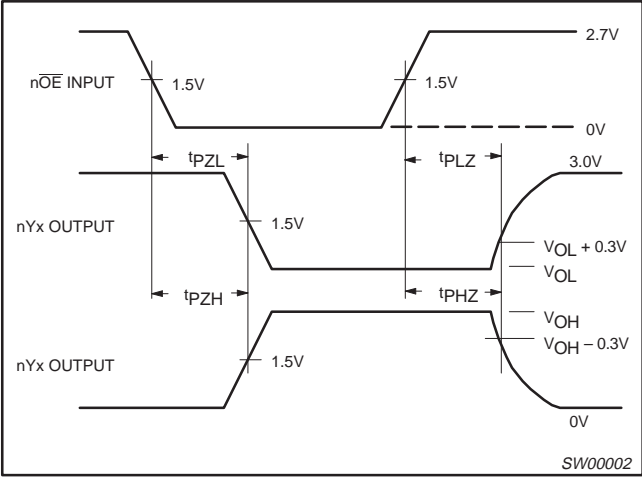 2.7V
nOE INPUT
1.5V
1.5V
0V
tPZL
tPLZ
3.0V
nYx OUTPUT
1.5V
VOL + 0.3V
VOL
tPZH
tPHZ
VOH
VOH – 0.3V
nYx OUTPUT
1.5V
0V
SW00002